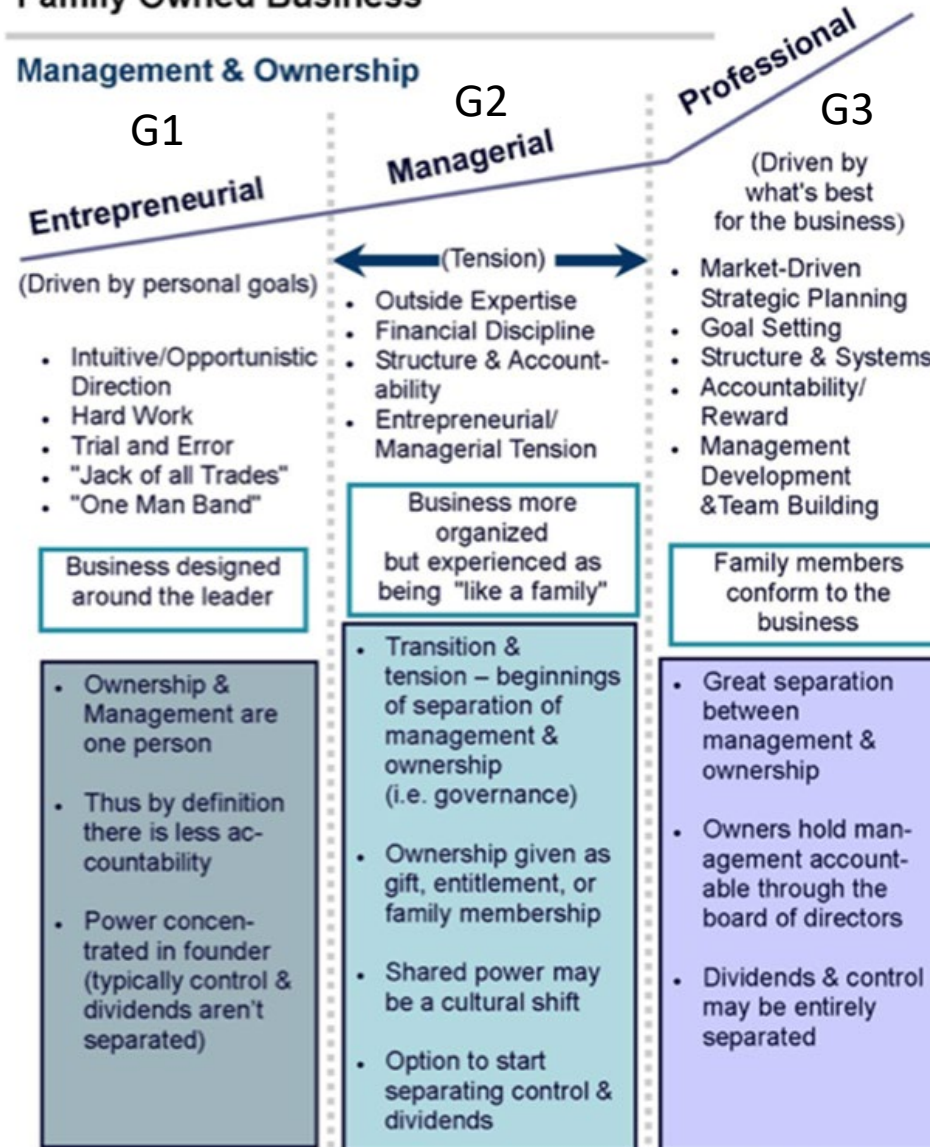 Family Owned Business
Management & Ownership
G1
Entrepreneurial
(Driven by personal goals)
• Intuitive/Opportunistic
Direction
• Hard Work
• Trial and Error
• "Jack of all Trades"
• "One Man Band"
Business designed
around the leader
• Ownership &
Management are
one person
• Thus by definition
there is less ac-
countability
• Power concen-
trated in founder
(typically control &
dividends aren't
separated)
G2
Managerial
(Tension)
• Outside Expertise
• Financial Discipline
• Structure & Account-
ability
• Entrepreneurial/
Managerial Tension
Business more
organized
but experienced as
being "like a family"
• Transition &
tension – beginnings
of separation of
management &
ownership
(i.e. governance)
• Ownership given as
gift, entitlement, or
family membership
• Shared power may
be a cultural shift
• Option to start
separating control &
dividends
Professional
G3
(Driven by
what's best
for the business)
• Market-Driven
Strategic Planning
• Goal Setting
• Structure & Systems
• Accountability/
Reward
• Management
Development
&Team Building
Family members
conform to the
business
• Great separation
between
management &
ownership
• Owners hold man-
agement account-
able through the
board of directors
• Dividends & control
may be entirely
separated